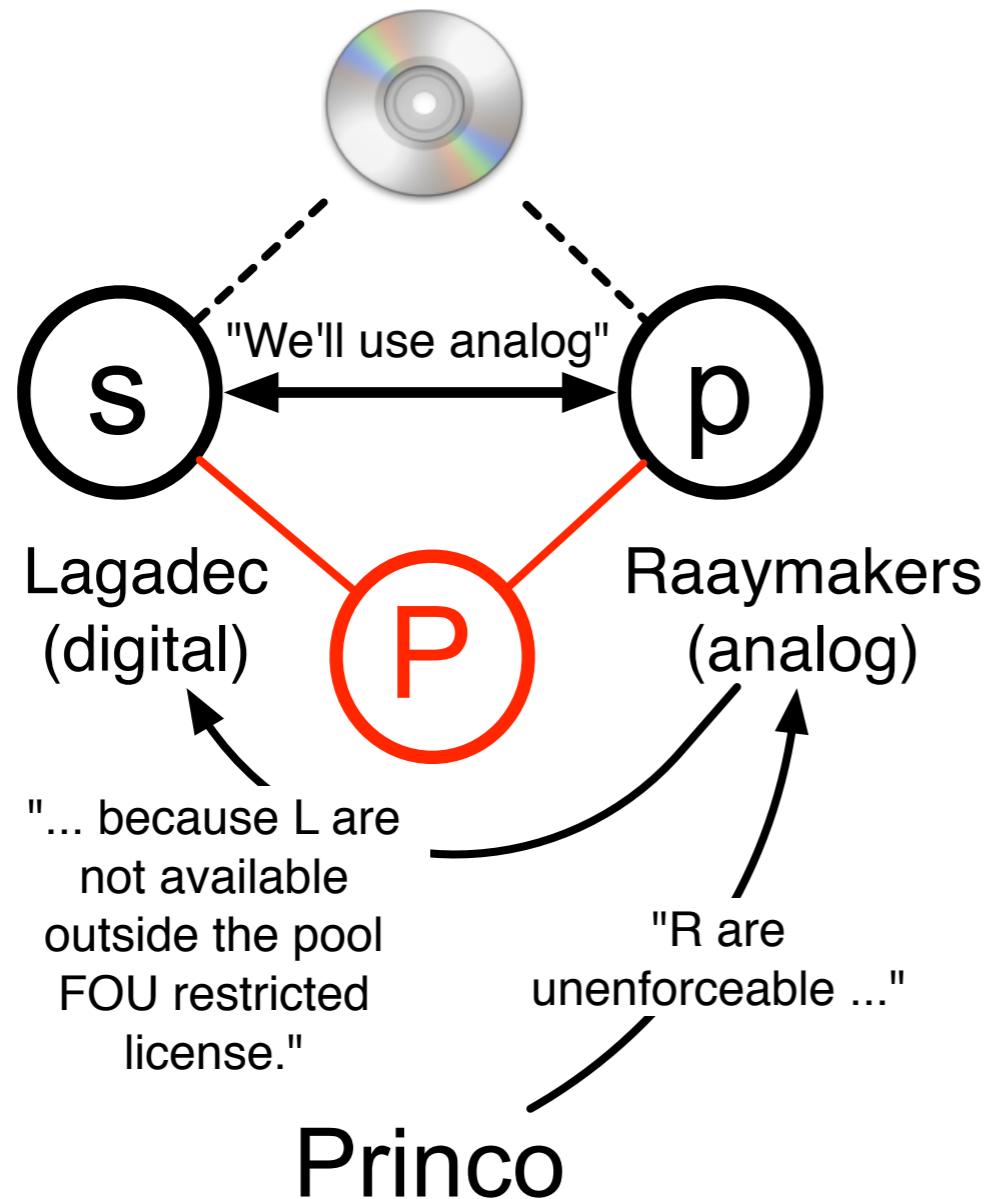 "We'll use analog"
s
p
Lagadec
(digital)
Raaymakers
(analog)
P
"... because L are
not available
outside the pool
FOU restricted
license."
"R are
unenforceable ..."
Princo